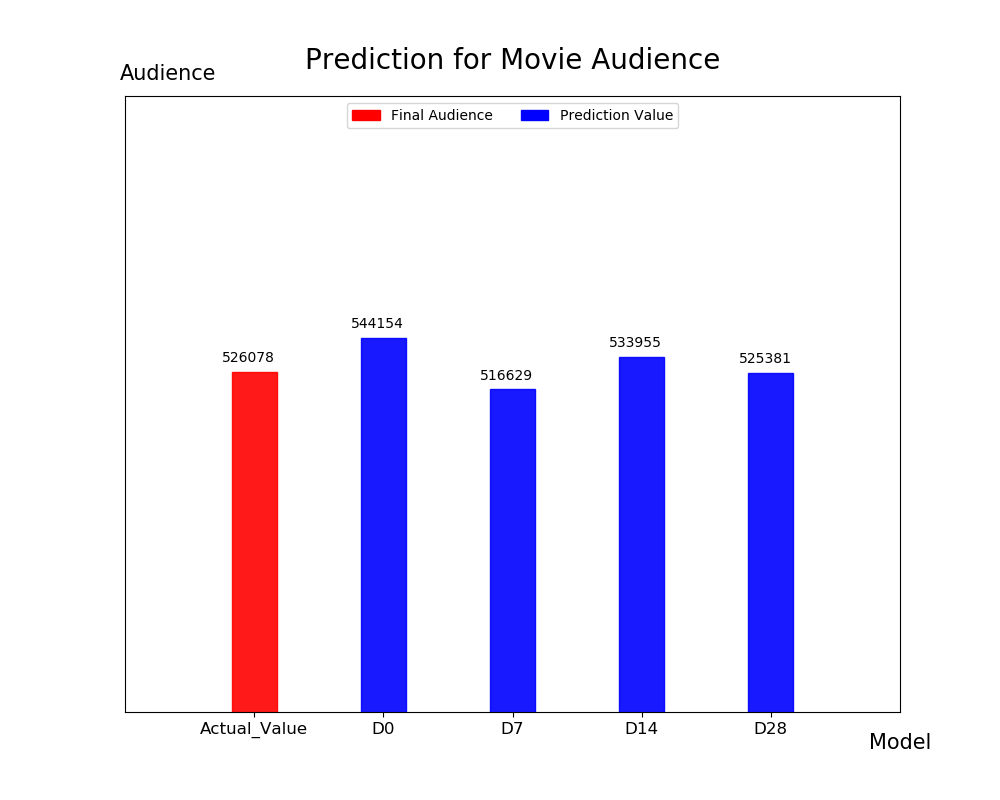 Prediction for Movie Audience
Audience
Final Audience Prediction Value
526078
544154
516629
533955
525381
Actual_Value D0 D7 D14 D28
Model